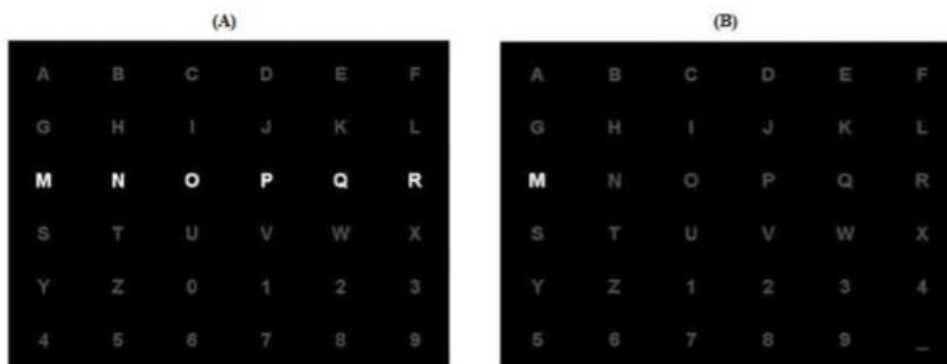 (A)
A B C D E F
G H I J K L
M N O P Q R
S T U V W X
Y Z 0 1 2 3
4 5 6 7 8 9
(B)
A B C D E F
G H I J K L
M N O P Q R
S T U V W X
Y Z 1 2 3 4
5 6 7 8 9 _